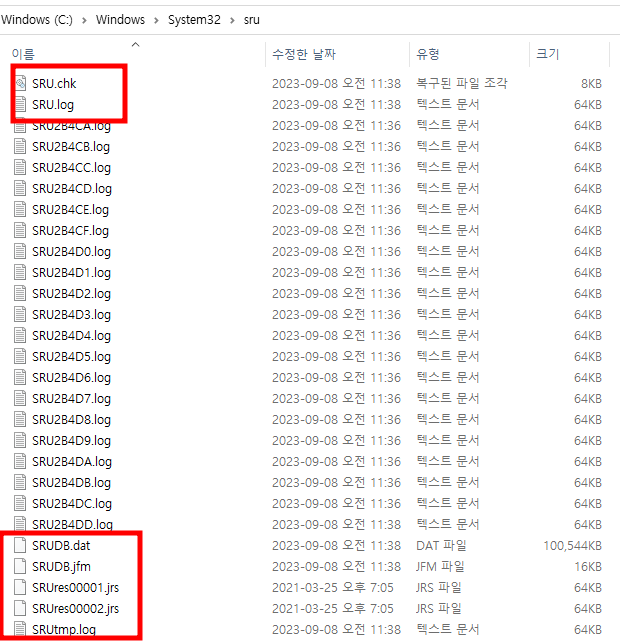 Windows (C:) > Windows > System32 > sru
이름 수정한 날짜 유형 크기
SRU.chk 2023-09-08 오전 11:38 복구된 파일 조각 8KB
SRU.log 2023-09-08 오전 11:38 텍스트 문서 64KB
SRU2B4CA.log 2023-09-08 오전 11:36 텍스트 문서 64KB
SRU2B4CB.log 2023-09-08 오전 11:36 텍스트 문서 64KB
SRU2B4CC.log 2023-09-08 오전 11:36 텍스트 문서 64KB
SRU2B4CD.log 2023-09-08 오전 11:36 텍스트 문서 64KB
SRU2B4CE.log 2023-09-08 오전 11:36 텍스트 문서 64KB
SRU2B4CF.log 2023-09-08 오전 11:36 텍스트 문서 64KB
SRU2B4D0.log 2023-09-08 오전 11:36 텍스트 문서 64KB
SRU2B4D1.log 2023-09-08 오전 11:36 텍스트 문서 64KB
SRU2B4D2.log 2023-09-08 오전 11:36 텍스트 문서 64KB
SRU2B4D3.log 2023-09-08 오전 11:36 텍스트 문서 64KB
SRU2B4D4.log 2023-09-08 오전 11:36 텍스트 문서 64KB
SRU2B4D5.log 2023-09-08 오전 11:36 텍스트 문서 64KB
SRU2B4D6.log 2023-09-08 오전 11:36 텍스트 문서 64KB
SRU2B4D7.log 2023-09-08 오전 11:36 텍스트 문서 64KB
SRU2B4D8.log 2023-09-08 오전 11:36 텍스트 문서 64KB
SRU2B4D9.log 2023-09-08 오전 11:36 텍스트 문서 64KB
SRU2B4DA.log 2023-09-08 오전 11:36 텍스트 문서 64KB
SRU2B4DB.log 2023-09-08 오전 11:36 텍스트 문서 64KB
SRU2B4DC.log 2023-09-08 오전 11:36 텍스트 문서 64KB
SRU2B4DD.log 2023-09-08 오전 11:38 텍스트 문서 64KB
SRUDB.dat 2023-09-08 오전 11:38 DAT 파일 100,544KB
SRUDB.jfm 2023-09-08 오전 11:38 JFM 파일 16KB
SRUres00001.jrs 2021-03-25 오후 7:05 JRS 파일 64KB
SRUres00002.jrs 2021-03-25 오후 7:05 JRS 파일 64KB
SRUtmp.log 2023-09-08 오전 11:38 텍스트 문서 64KB